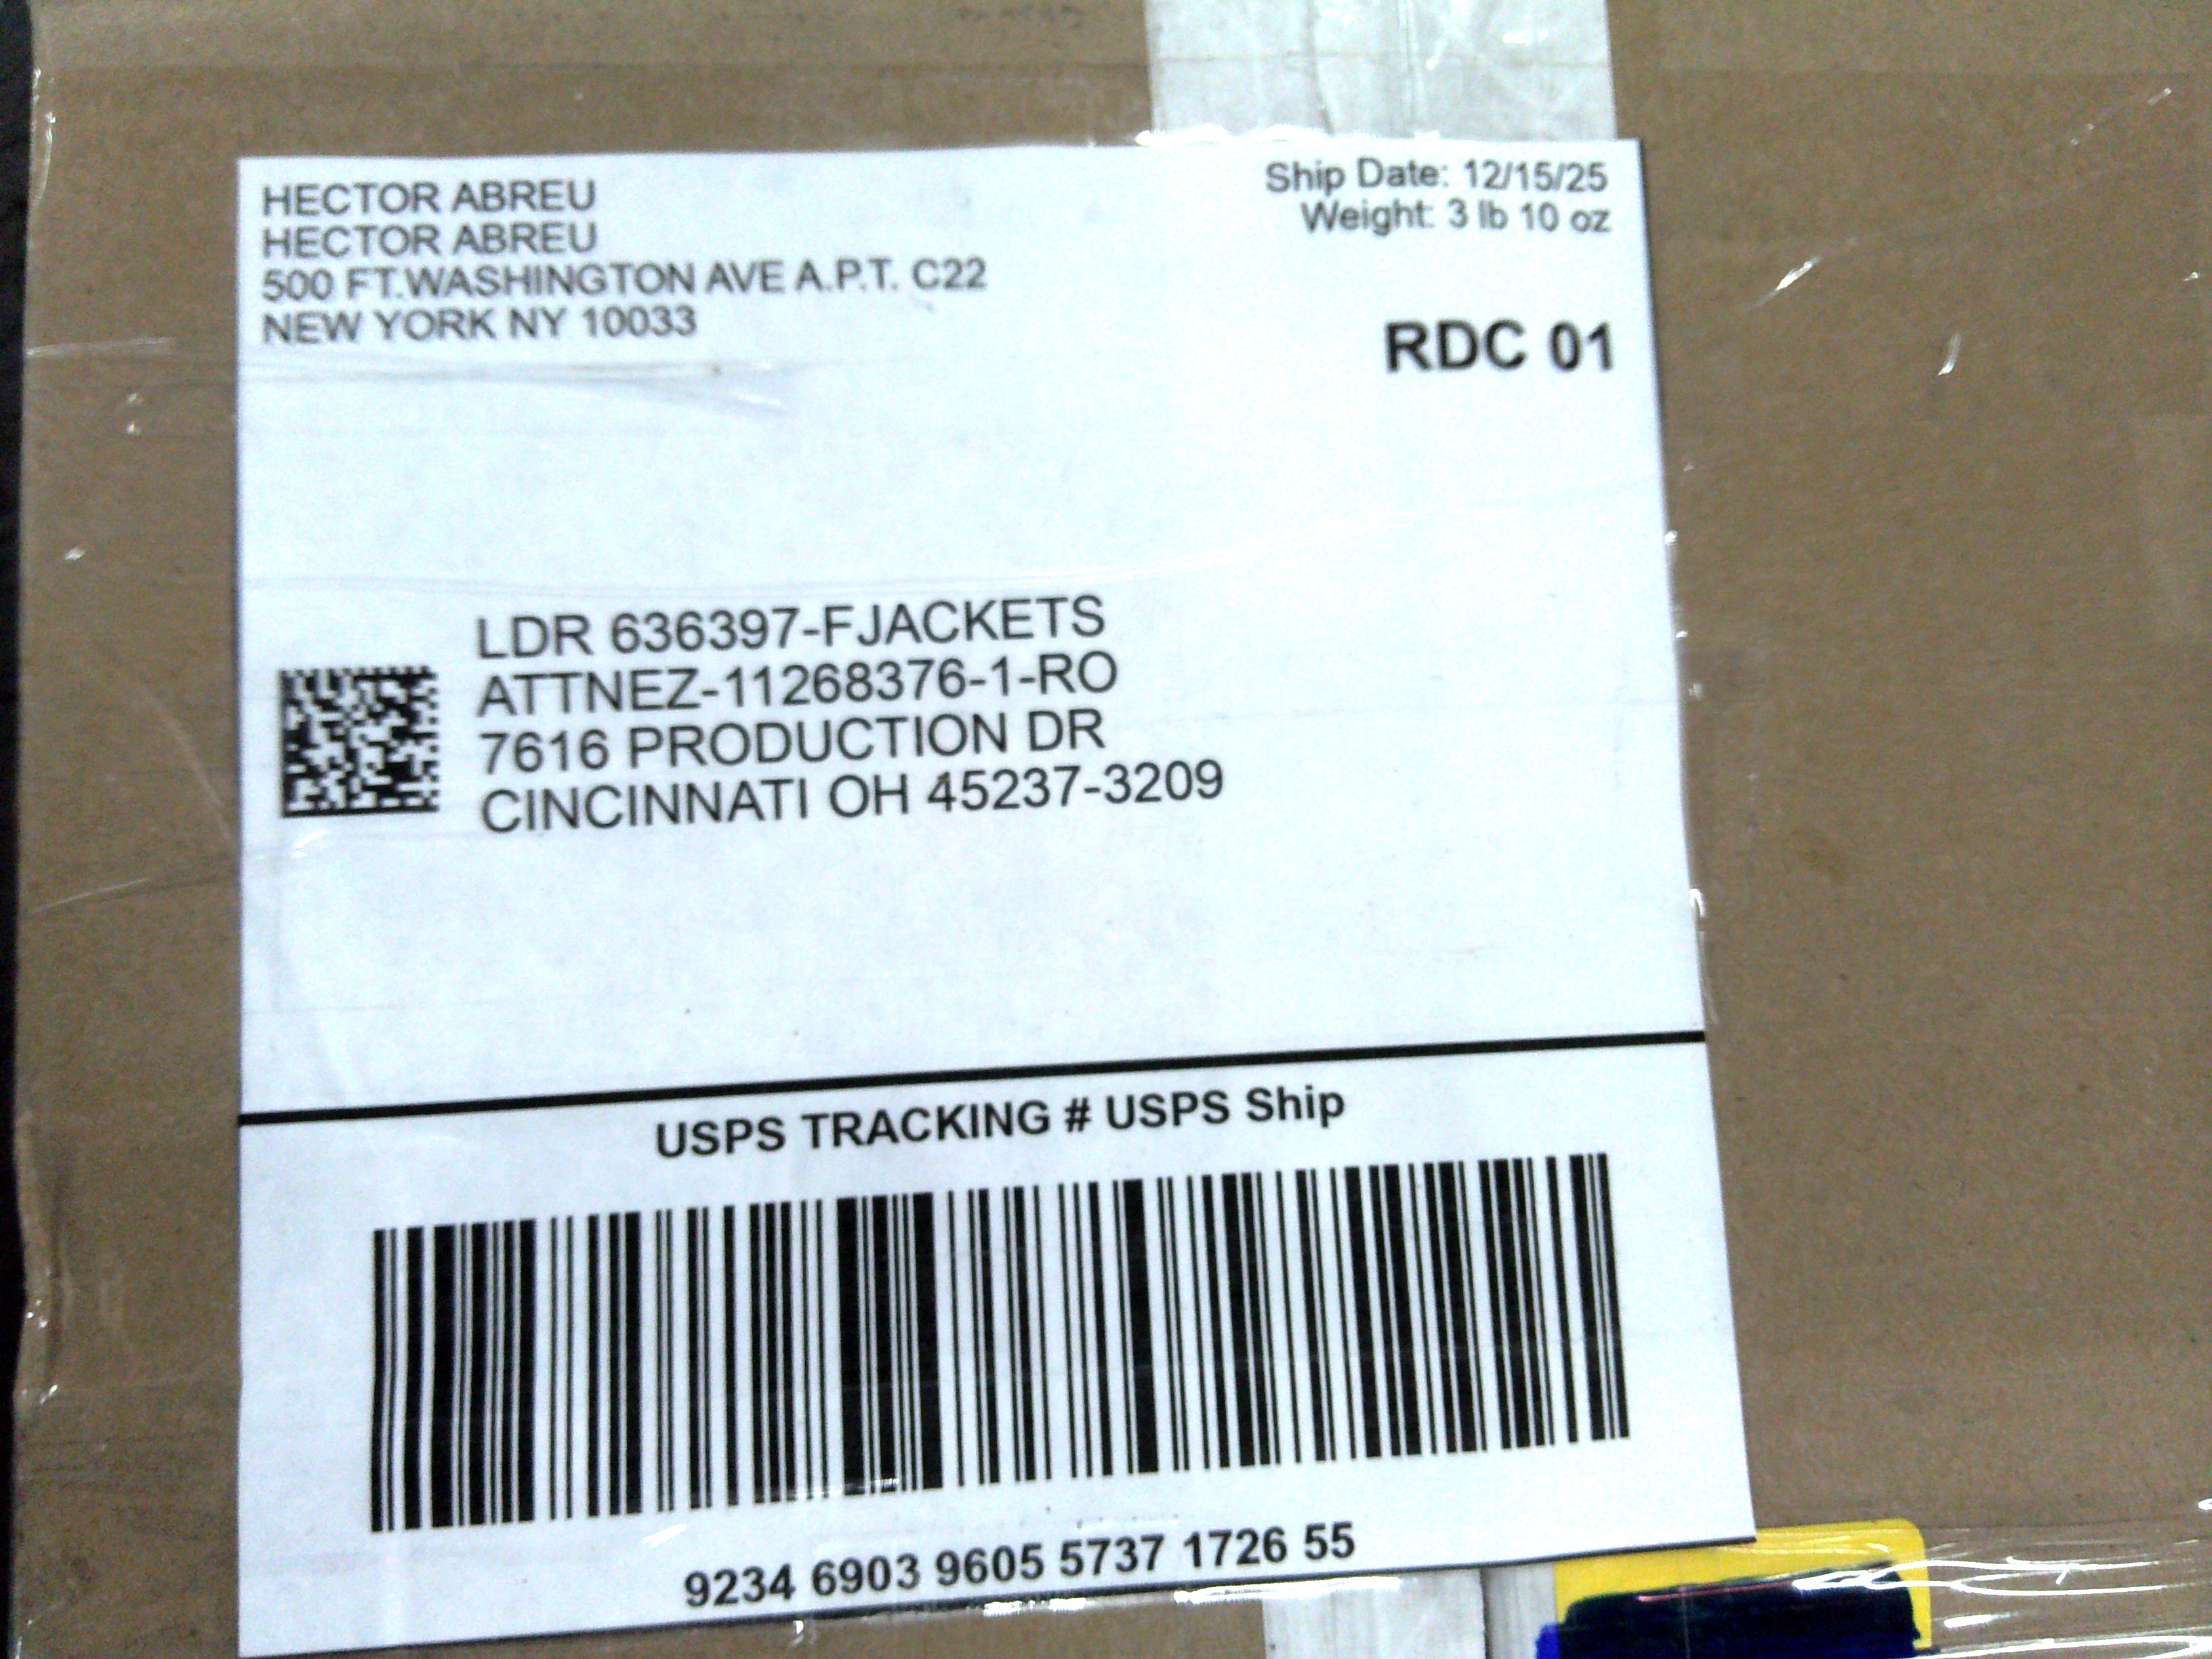 HECTOR ABREU
HECTOR ABREU
500 FT.WASHINGTON AVE A.P.T. C22
NEW YORK NY 10033
Ship Date: 12/15/25
Weight: 3 lb 10 oz
RDC 01
LDR 636397-FJACKETS
ATTNEZ-11268376-1-RO
7616 PRODUCTION DR
CINCINNATI OH 45237-3209
USPS TRACKING # USPS Ship
9234 6903 9605 5737 1726 55